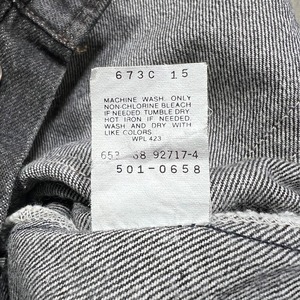 673C 15
MACHINE WASH. ONLY
NON-CHLORINE BLEACH
IF NEEDED TUMBLE DRY.
HOT IRON IF NEEDED.
WASH AND DRY WITH
LIKE COLORS
WPL 423
68 92717-4
501-0658